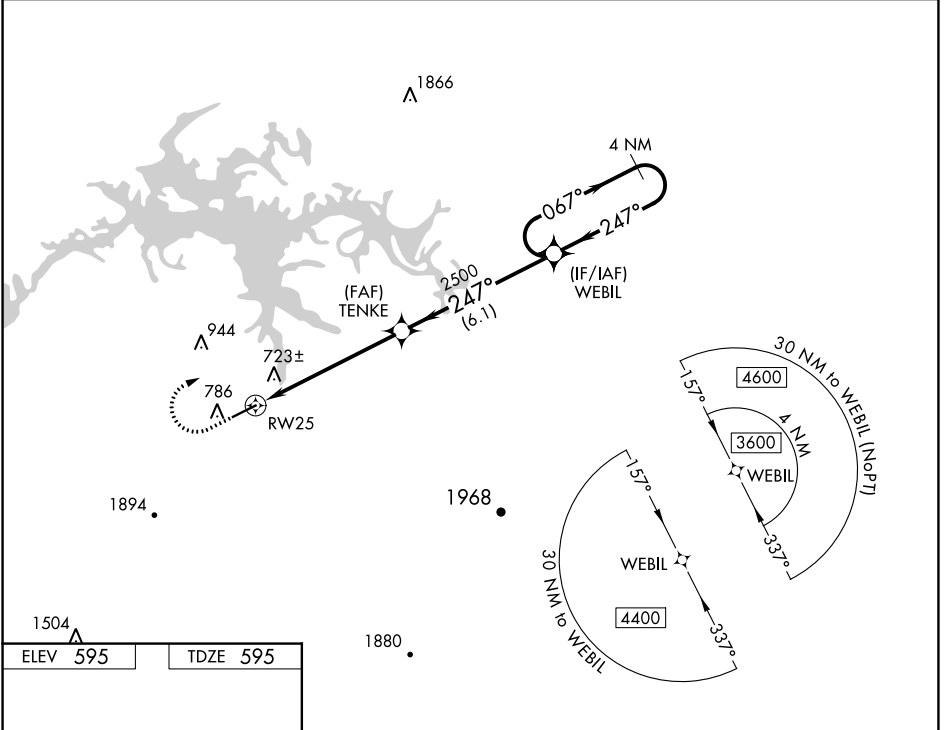 1866
4 NM
067°
247°
(IF/IAF)
WEBIL
2500
247°
(6.1)
(FAF)
TENKE
944
723±
786
RW25
30 NM to WEBIL (NoPT)
4600
157°
4 NM
3600
WEBIL
337°
1894
1968
157°
WEBIL
30 NM to WEBIL
4400
337°
1504
1880
ELEV 595
TDZE 595